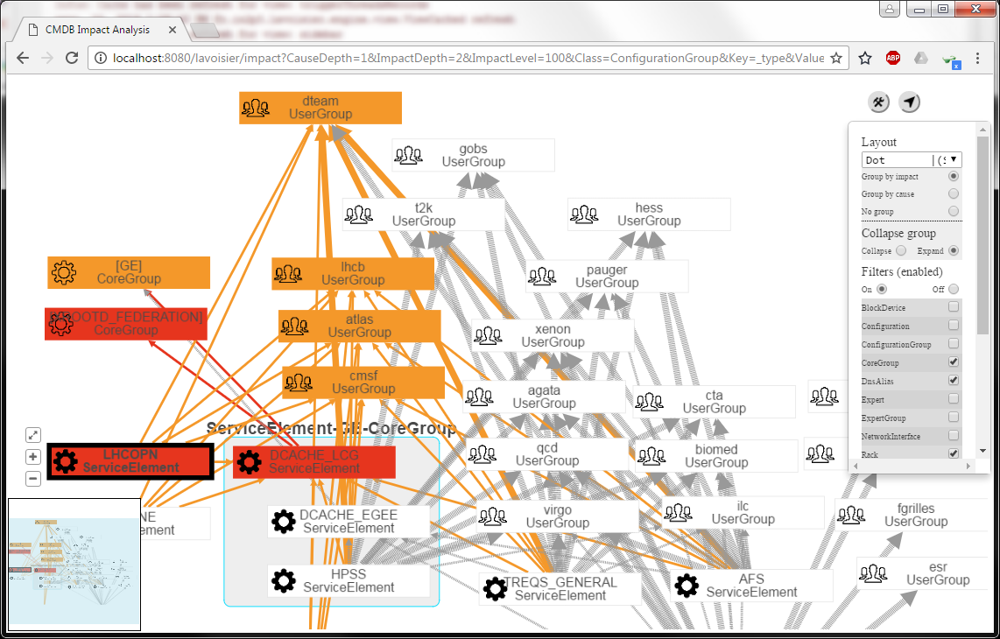 CMDB Impact Analysis
localhost:8080/lavoisier/impact?CauseDepth=1&ImpactDepth=2&ImpactLevel=100&Class=ConfigurationGroup&Key=_type&Value
ABP
x
dteam
UserGroup
gobs
UserGroup
t2k
UserGroup
hess
UserGroup
[GE]
CoreGroup
lhcb
UserGroup
pauger
UserGroup
OOTD_FEDERATION]
CoreGroup
atlas
UserGroup
xenon
UserGroup
cmsf
UserGroup
agata
UserGroup
cta
UserGroup
ServiceElement-GE-CoreGroup
LHCOPN
ServiceElement
DCACHE_LCG
ServiceElement
qcd
UserGroup
biomed
UserGroup
NE
ement
DCACHE_EGEE
ServiceElement
virgo
UserGroup
ilc
UserGroup
fgrilles
UserGroup
HPSS
ServiceElement
TREQS_GENERAL
ServiceElement
AFS
ServiceElement
esr
UserGroup
Layout
Dot
Group by impact
Group by cause
No group
Collapse group
Collapse Expand
Filters (enabled)
On Off
BlockDevice
Configuration
ConfigurationGroup
CoreGroup
DnsAlias
Expert
ExpertGroup
NetworkInterface
Rack